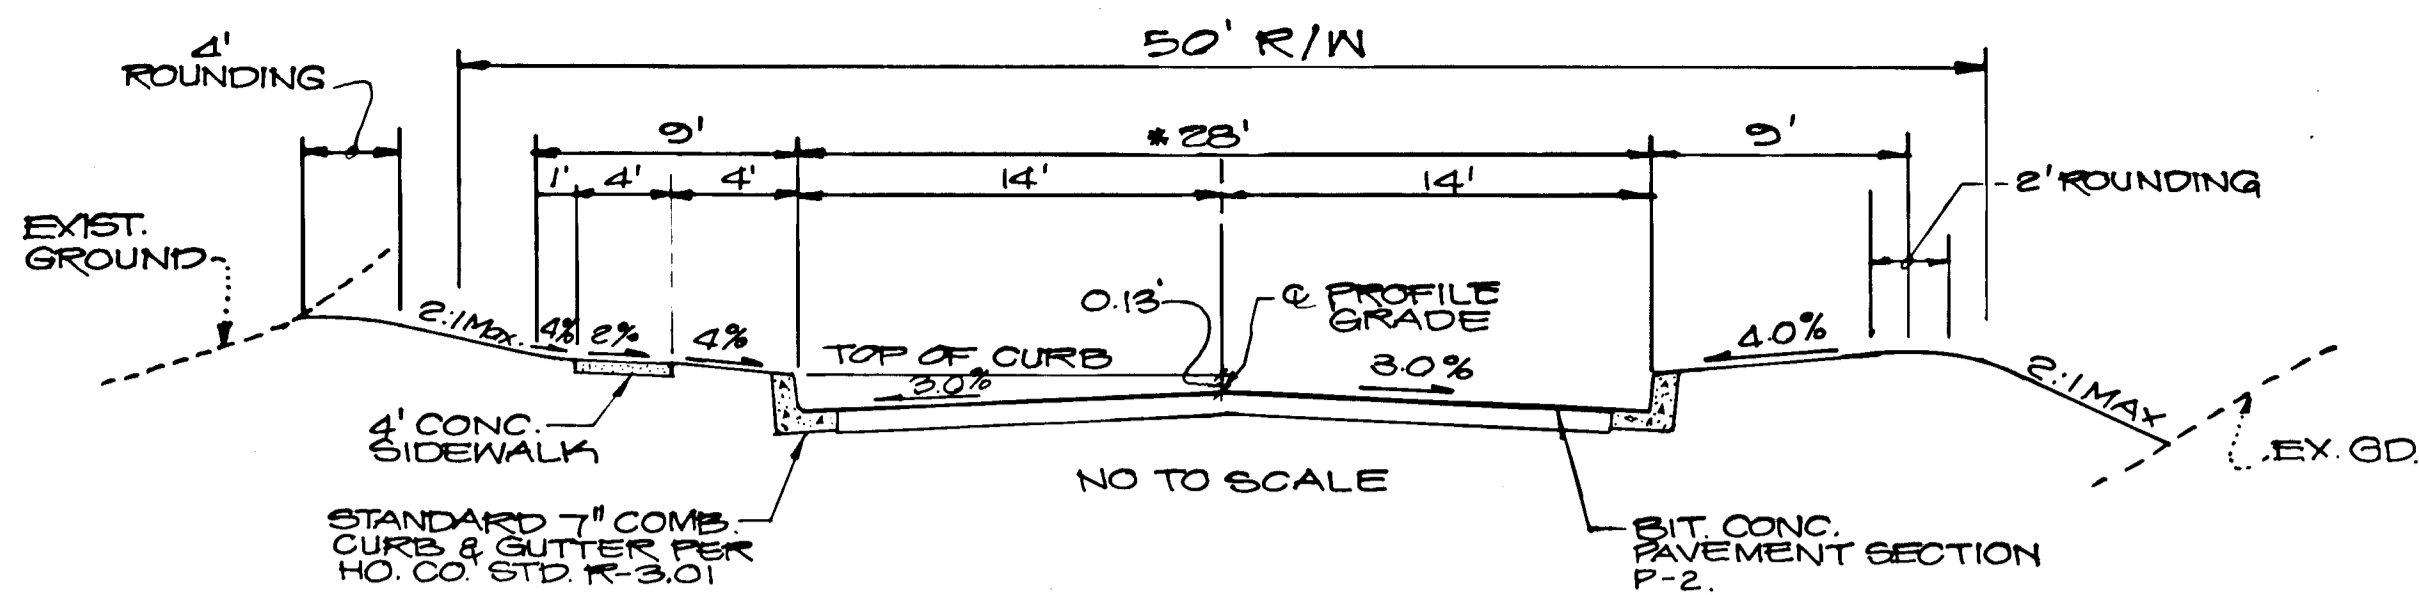 50' R/W
4'
ROUNDING
9'
* 28'
9'
1'
4'
4'
14'
14'
2' ROUNDING
EXIST.
GROUND
2:1 Max.
4%
2%
4%
0.13'
℄ PROFILE
GRADE
TOP OF CURB
3.0%
3.0%
4.0%
2:1 MAX
4' CONC.
SIDEWALK
NO TO SCALE
EX. GD.
STANDARD 7" COMB.
CURB & GUTTER PER
HO. CO. STD. R-3.01
BIT. CONC.
PAVEMENT SECTION
P-2.